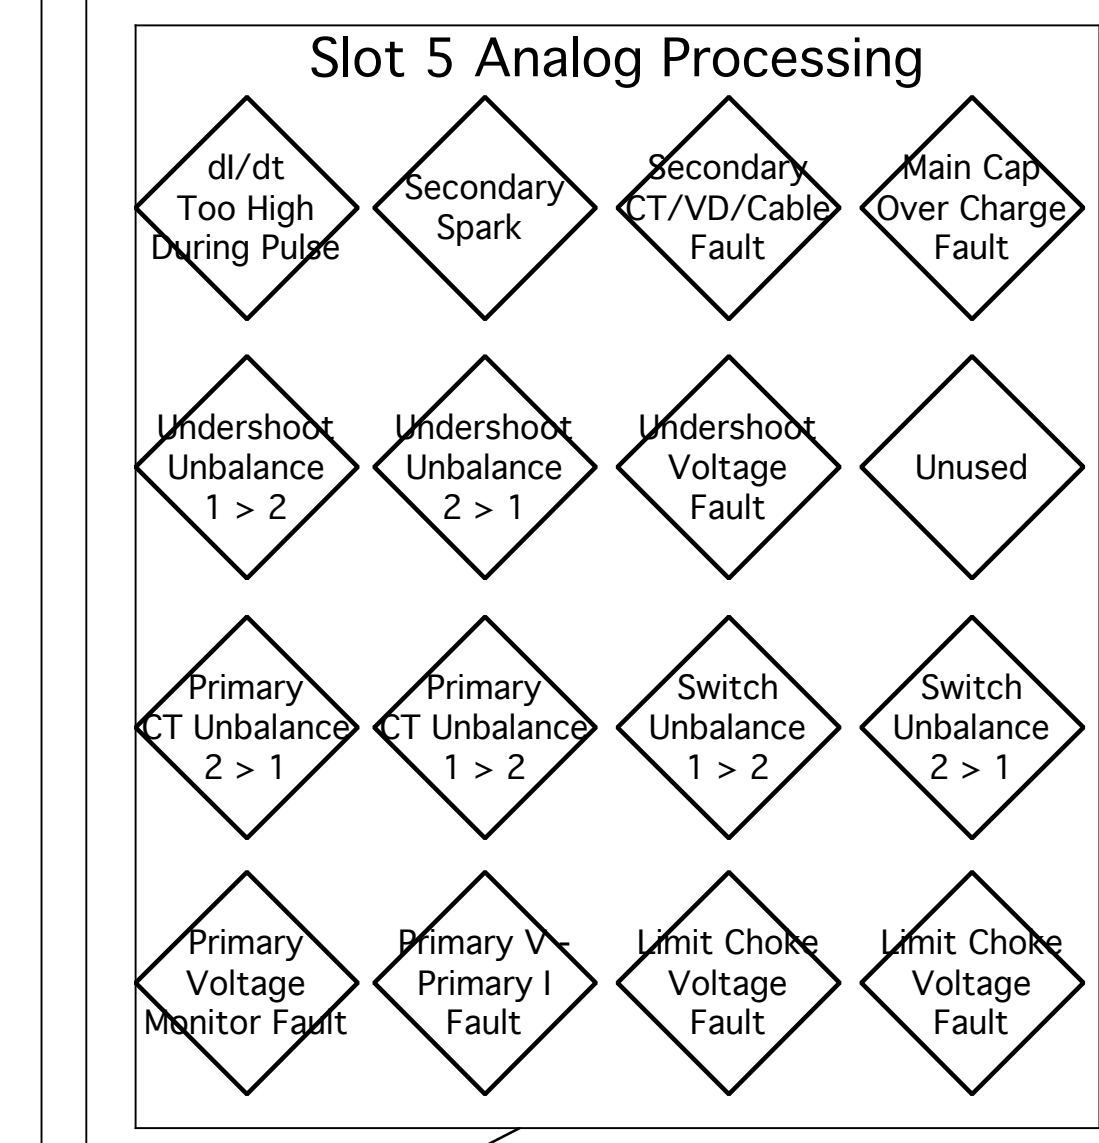 Slot 5 Analog Processing
dI/dt
Too High
During Pulse
Secondary
Spark
Secondary
CT/VD/Cable
Fault
Main Cap
Over Charge
Fault
Undershoot
Unbalance
1 > 2
Undershoot
Unbalance
2 > 1
Undershoot
Voltage
Fault
Unused
Primary
CT Unbalance
2 > 1
Primary
CT Unbalance
1 > 2
Switch
Unbalance
1 > 2
Switch
Unbalance
2 > 1
Primary
Voltage
Monitor Fault
Primary V -
Primary I
Fault
Limit Choke
Voltage
Fault
Limit Choke
Voltage
Fault